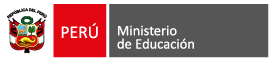 PERÚ
Ministerio
de Educación